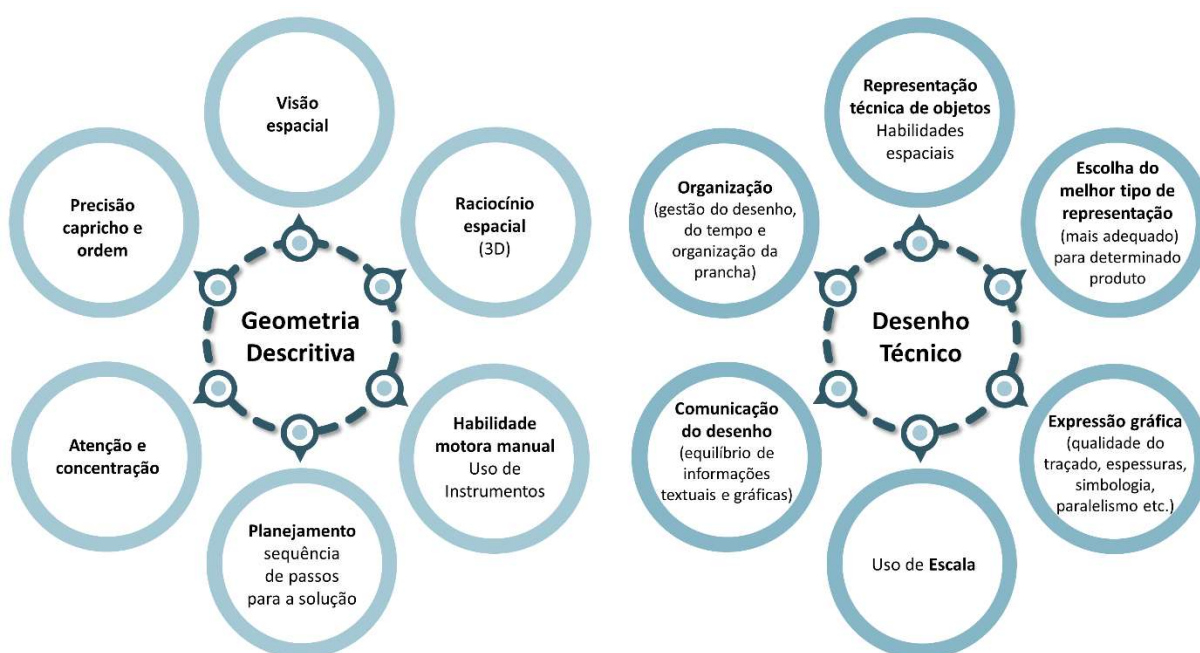 Geometria
Descritiva
Visão
espacial
Raciocínio
espacial
(3D)
Habilidade
motora manual
Uso de
Instrumentos
Planejamento
sequência
de passos
para a solução
Atenção e
concentração
Precisão
capricho e
ordem
Desenho
Técnico
Representação
técnica de objetos
Habilidades
espaciais
Escolha do
melhor tipo de
representação
(mais adequado)
para determinado
produto
Expressão gráfica
(qualidade do
traçado, espessuras,
simbologia,
paralelismo etc.)
Uso de Escala
Comunicação
do desenho
(equilíbrio de
informações
textuais e gráficas)
Organização
(gestão do desenho,
do tempo e
organização da
prancha)